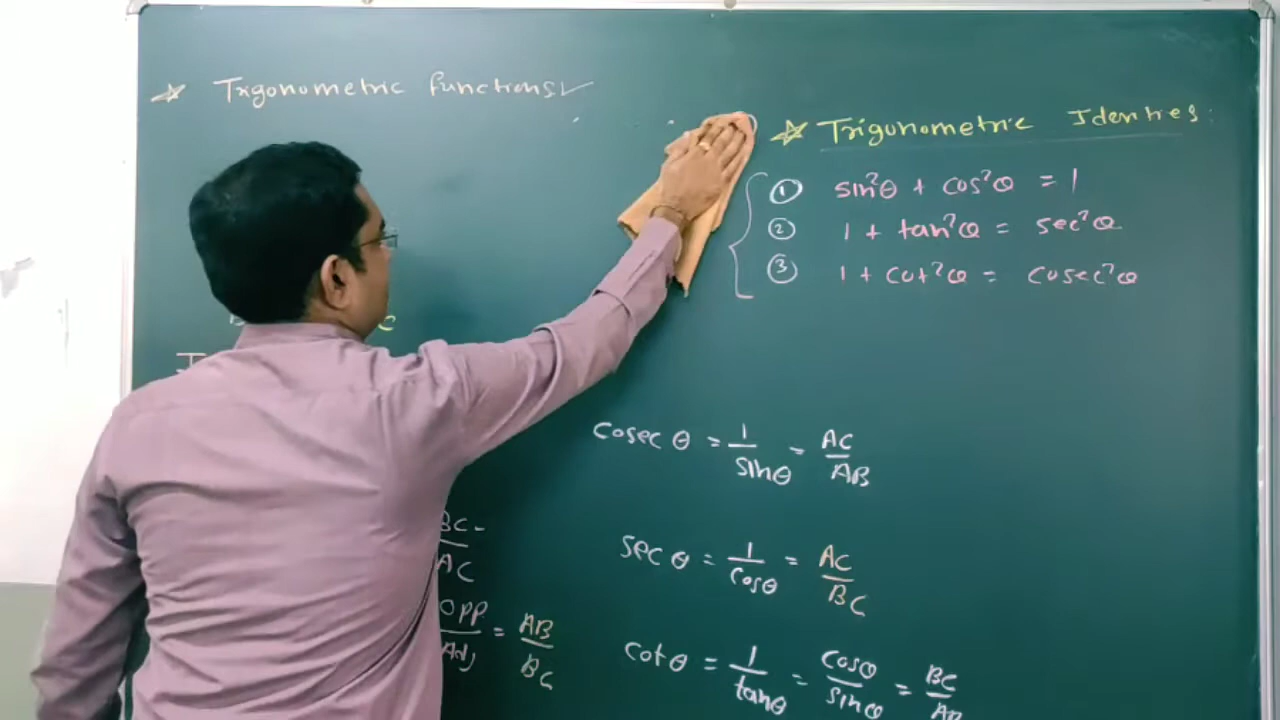 ☆ Trigonometric functions ✓
☆ Trigonometric Identies:
① sin²θ + cos²θ = 1
② 1 + tan²θ = sec²θ
③ 1 + cot²θ = cosec²θ
C
cosec θ = 1/sinθ = AC/AB
BC/AC
sec θ = 1/cosθ = AC/BC
OPP/Adj = AB/BC
cot θ = 1/tanθ = cosθ/sinθ = BC/AB